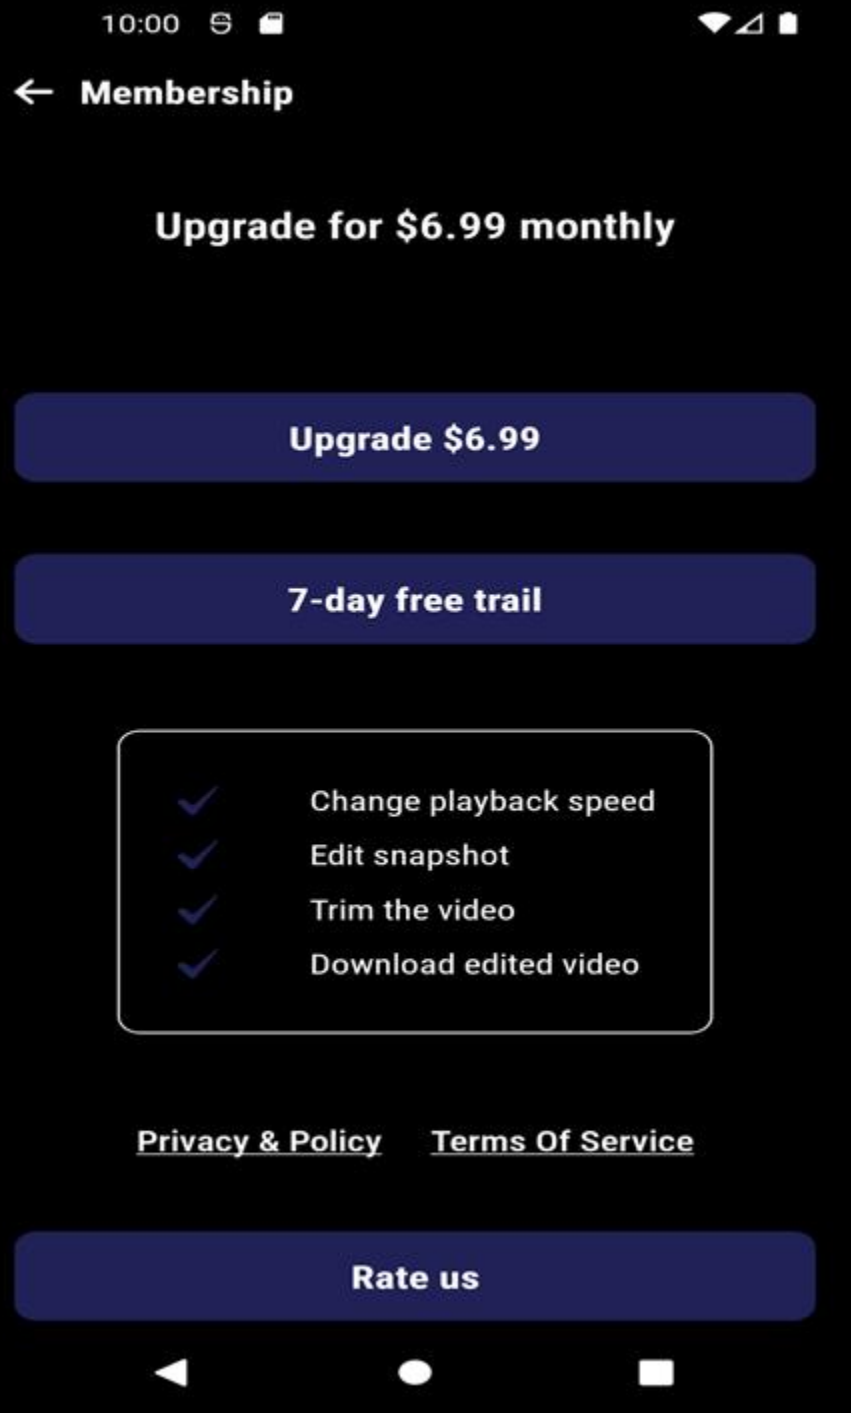 10:00
Membership
Upgrade for $6.99 monthly
Upgrade $6.99
7-day free trail
Change playback speed
Edit snapshot
Trim the video
Download edited video
Privacy & Policy Terms Of Service
Rate us